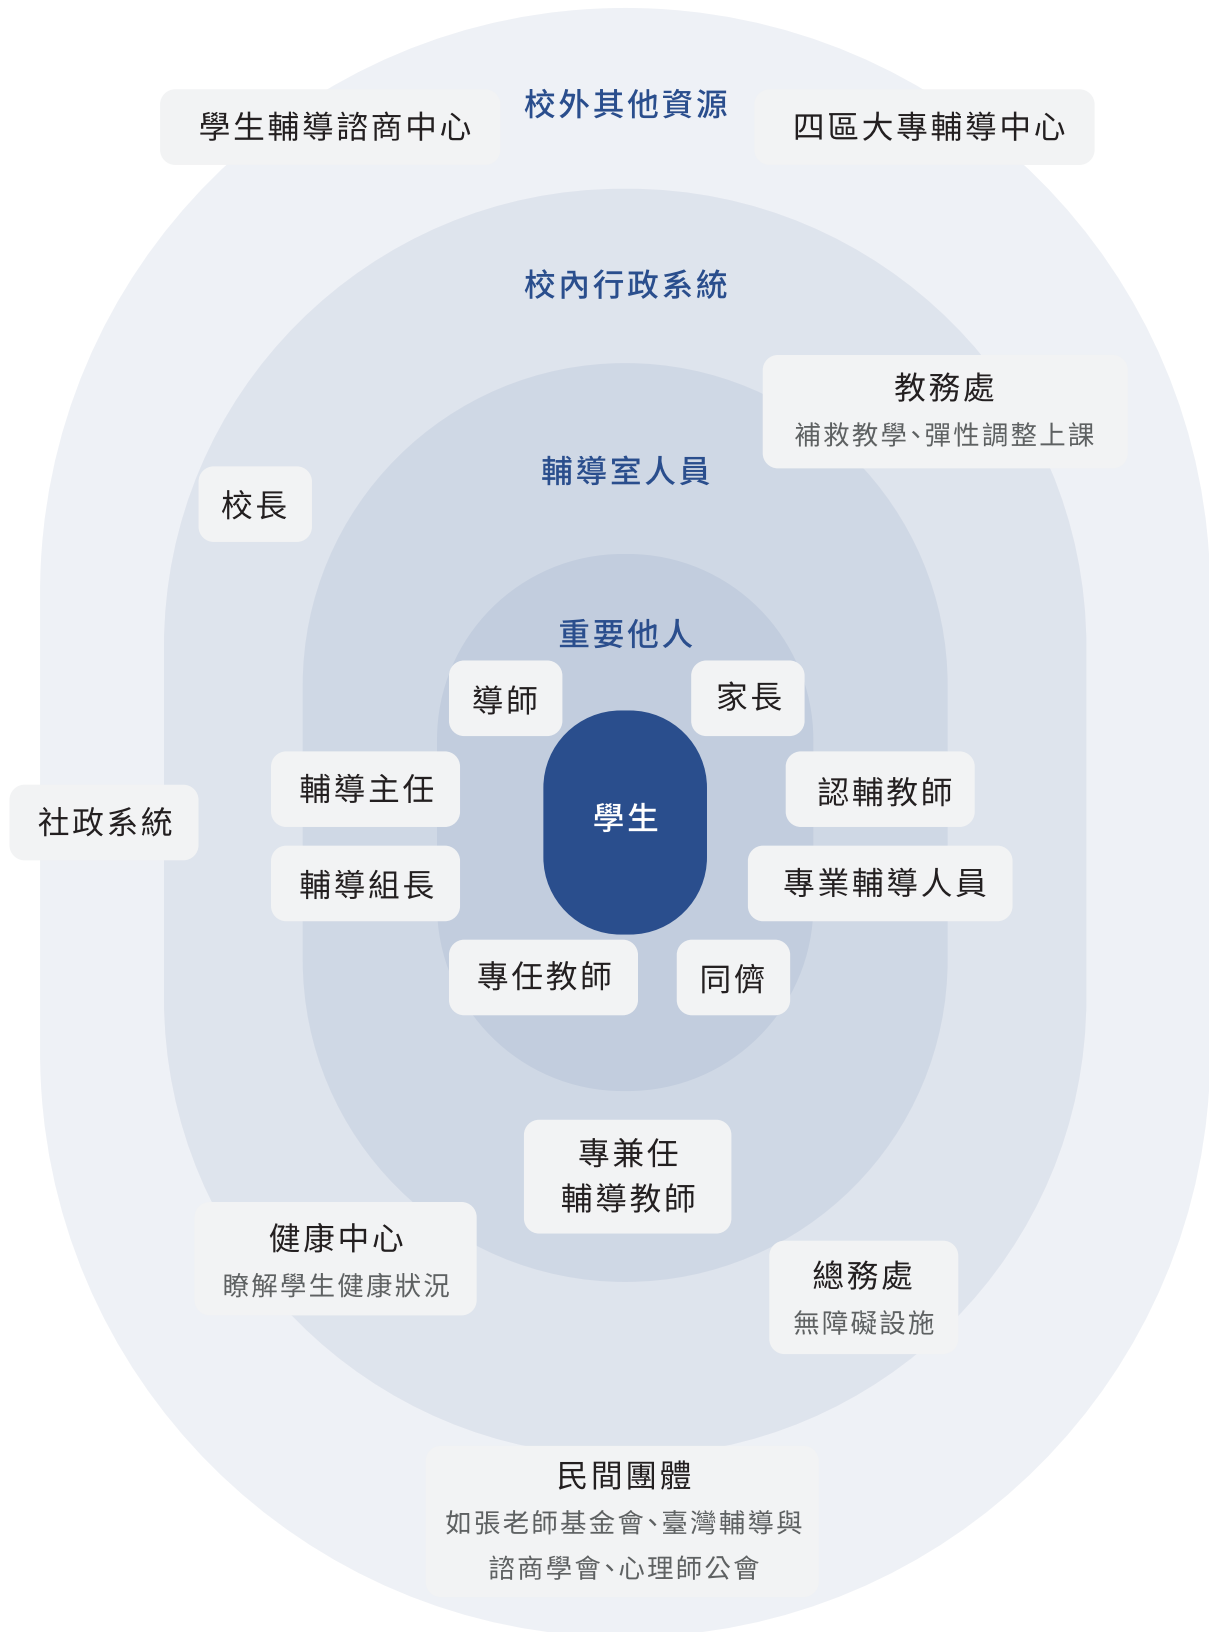 校外其他資源
學生輔導諮商中心
四區大專輔導中心
校內行政系統
教務處
補救教學、彈性調整上課
輔導室人員
校長
重要他人
導師
家長
輔導主任
認輔教師
學生
社政系統
輔導組長
專業輔導人員
專任教師
同儕
專兼任
輔導教師
健康中心
瞭解學生健康狀況
總務處
無障礙設施
民間團體
如張老師基金會、臺灣輔導與
諮商學會、心理師公會